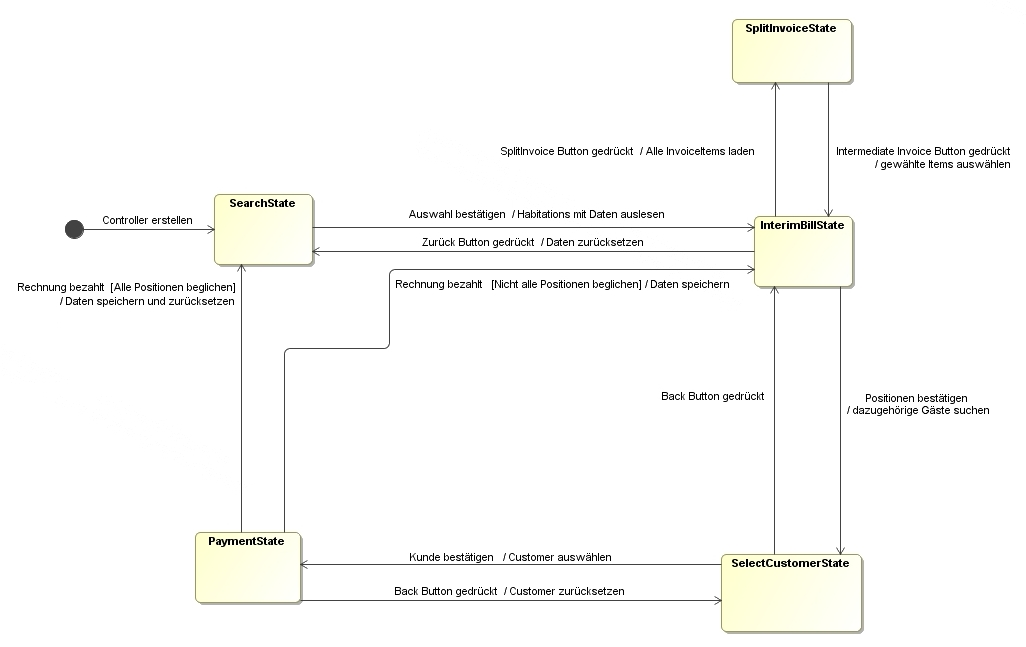 SplitInvoiceState
SplitInvoice Button gedrückt / Alle InvoiceItems laden
Intermediate Invoice Button gedrückt
/ gewählte Items auswählen
SearchState
Controller erstellen
Auswahl bestätigen / Habitations mit Daten auslesen
InterimBillState
Zurück Button gedrückt / Daten zurücksetzen
Rechnung bezahlt [Alle Positionen beglichen]
/ Daten speichern und zurücksetzen
Rechnung bezahlt [Nicht alle Positionen beglichen] / Daten speichern
Back Button gedrückt
Positionen bestätigen
/ dazugehörige Gäste suchen
PaymentState
Kunde bestätigen / Customer auswählen
SelectCustomerState
Back Button gedrückt / Customer zurücksetzen